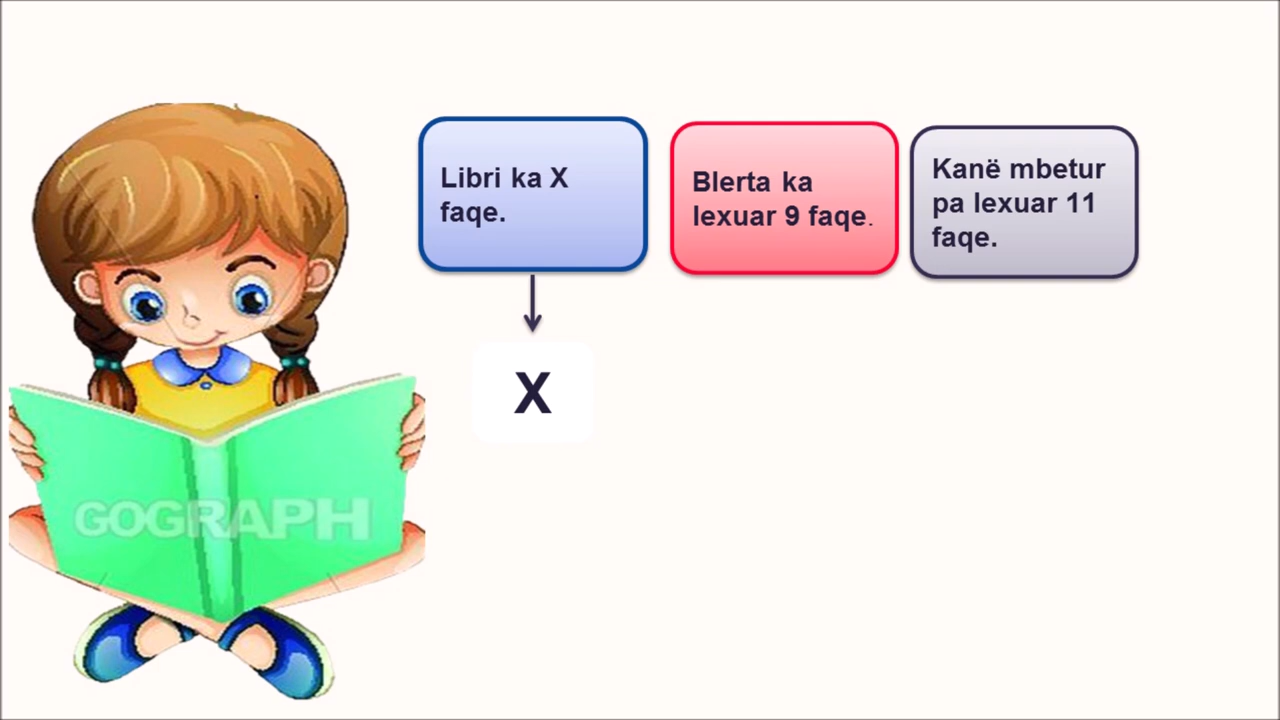 Libri ka X
faqe.
Blerta ka
lexuar 9 faqe.
Kanë mbetur
pa lexuar 11
faqe.
X
GOGRAPH